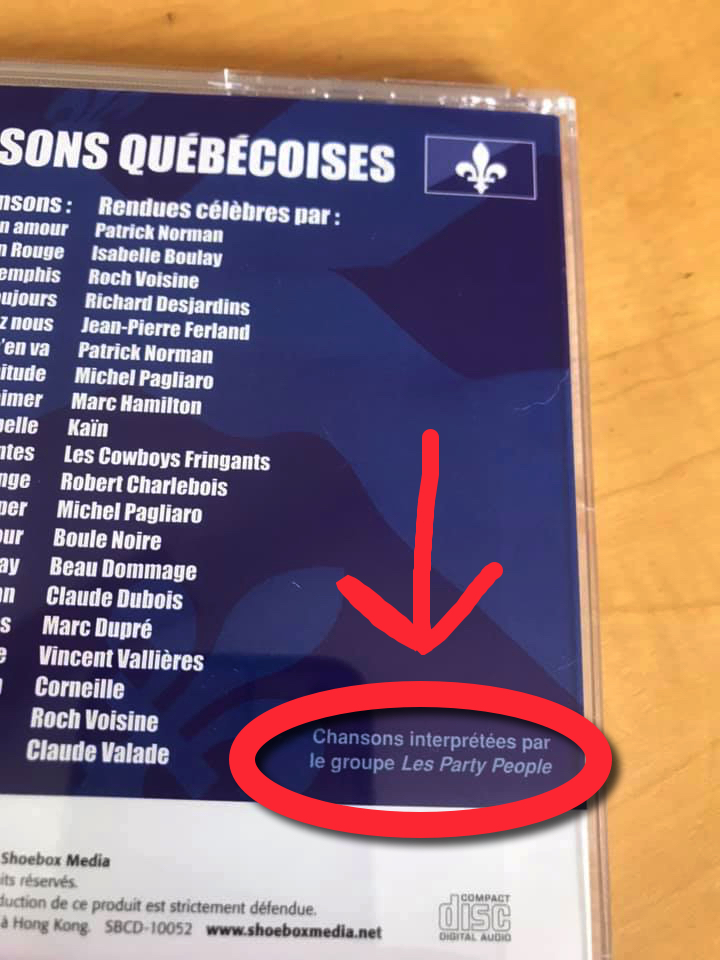 SONS QUÉBÉCOISES
nsons : Rendues célèbres par :
n amour Patrick Norman
n Rouge Isabelle Boulay
emphis Roch Voisine
oujours Richard Desjardins
z nous Jean-Pierre Ferland
'en va Patrick Norman
itude Michel Pagliaro
imer Marc Hamilton
belle Kaïn
ntes Les Cowboys Fringants
nge Robert Charlebois
per Michel Pagliaro
our Boule Noire
ay Beau Dommage
an Claude Dubois
s Marc Dupré
e Vincent Vallières
Corneille
Roch Voisine
Claude Valade
Chansons interprétées par
le groupe Les Party People
Shoebox Media
its réservés.
duction de ce produit est strictement défendue.
à Hong Kong. SBCD-10052 www.shoeboxmedia.net
COMPACT
disc
DIGITAL AUDIO